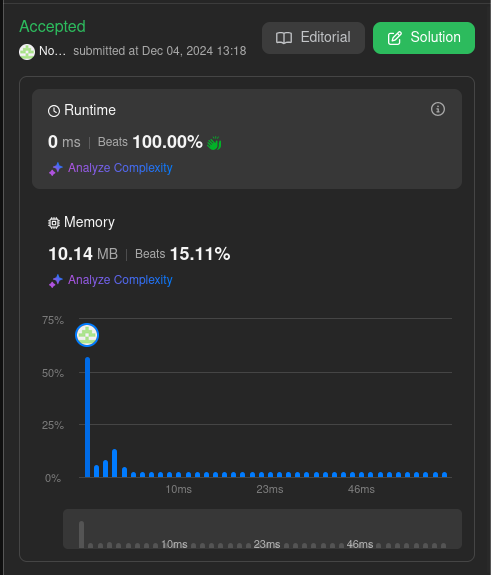 Accepted
No... submitted at Dec 04, 2024 13:18
Editorial
Solution
Runtime
0 ms | Beats 100.00%
Analyze Complexity
Memory
10.14 MB | Beats 15.11%
Analyze Complexity
75%
50%
25%
0%
10ms 23ms 46ms
10ms 23ms 46ms